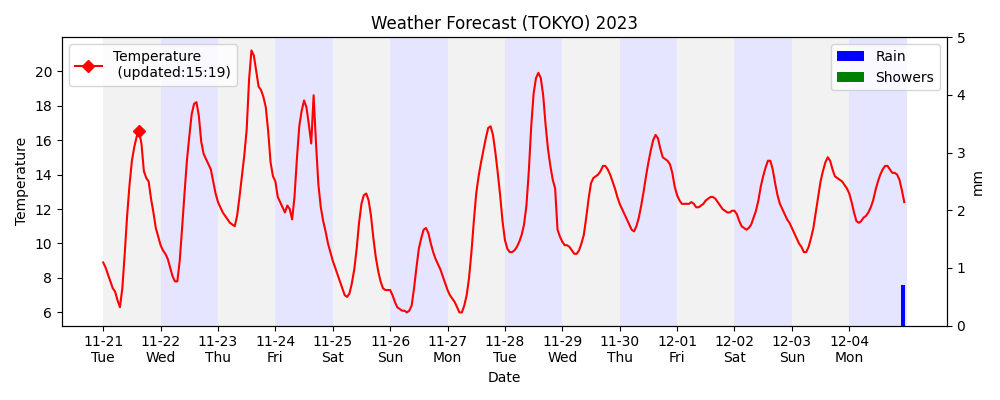 Weather Forecast (TOKYO) 2023
Temperature
(updated:15:19)
Rain
Showers
Temperature
20
18
16
14
12
10
8
6
5
4
3
2
1
0
mm
11-21 11-22 11-23 11-24 11-25 11-26 11-27 11-28 11-29 11-30 12-01 12-02 12-03 12-04
Tue Wed Thu Fri Sat Sun Mon Tue Wed Thu Fri Sat Sun Mon
Date